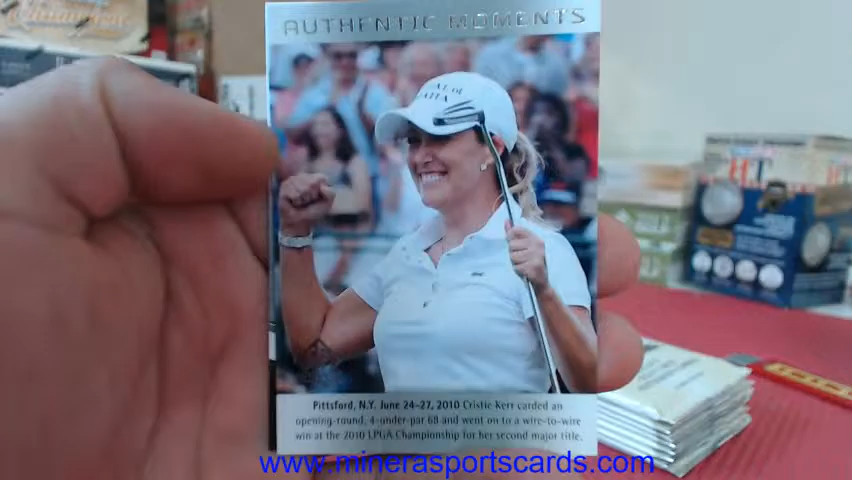 AUTHENTIC MOMENTS
Pittsford, N.Y. June 24–27, 2010 Cristie Kerr carded an
opening-round, 4-under-par 68 and went on to a wire-to-wire
win at the 2010 LPGA Championship for her second major title.
www.minerasportscards.com